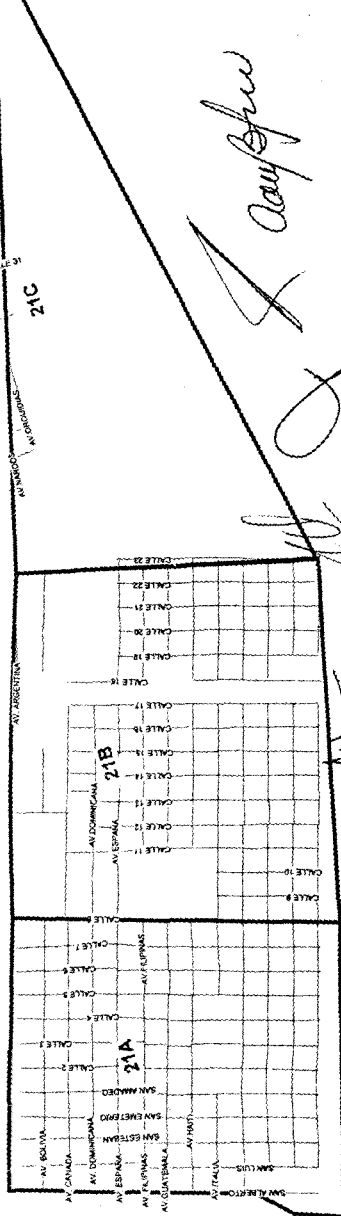 LE 31
21C
AV.NARDOS
AV.ORQUIDIAS
AV. ARGENTINA
CALLE 23
CALLE 22
CALLE 21
CALLE 20
CALLE 19
CALLE 18
CALLE 17
CALLE 16
CALLE 15
CALLE 14
CALLE 13
CALLE 12
CALLE 11
CALLE 10
CALLE 9
21B
AV.DOMINICANA
AV.ESPAÑA
CALLE 8
CALLE 7
CALLE 6
CALLE 5
CALLE 4
CALLE 3
CALLE 2
AV.FILIPINAS
21A
SAN AMADEO
SAN EMETERIO
SAN ESTEBAN
SAN LUIS
SAN ALBERTO
AV. BOLIVIA
AV. CANADA
AV. DOMINICANA
AV. ESPAÑA
AV. FILIPINAS
AV. GUATEMALA
AV. HAITI
AV. ITALIA